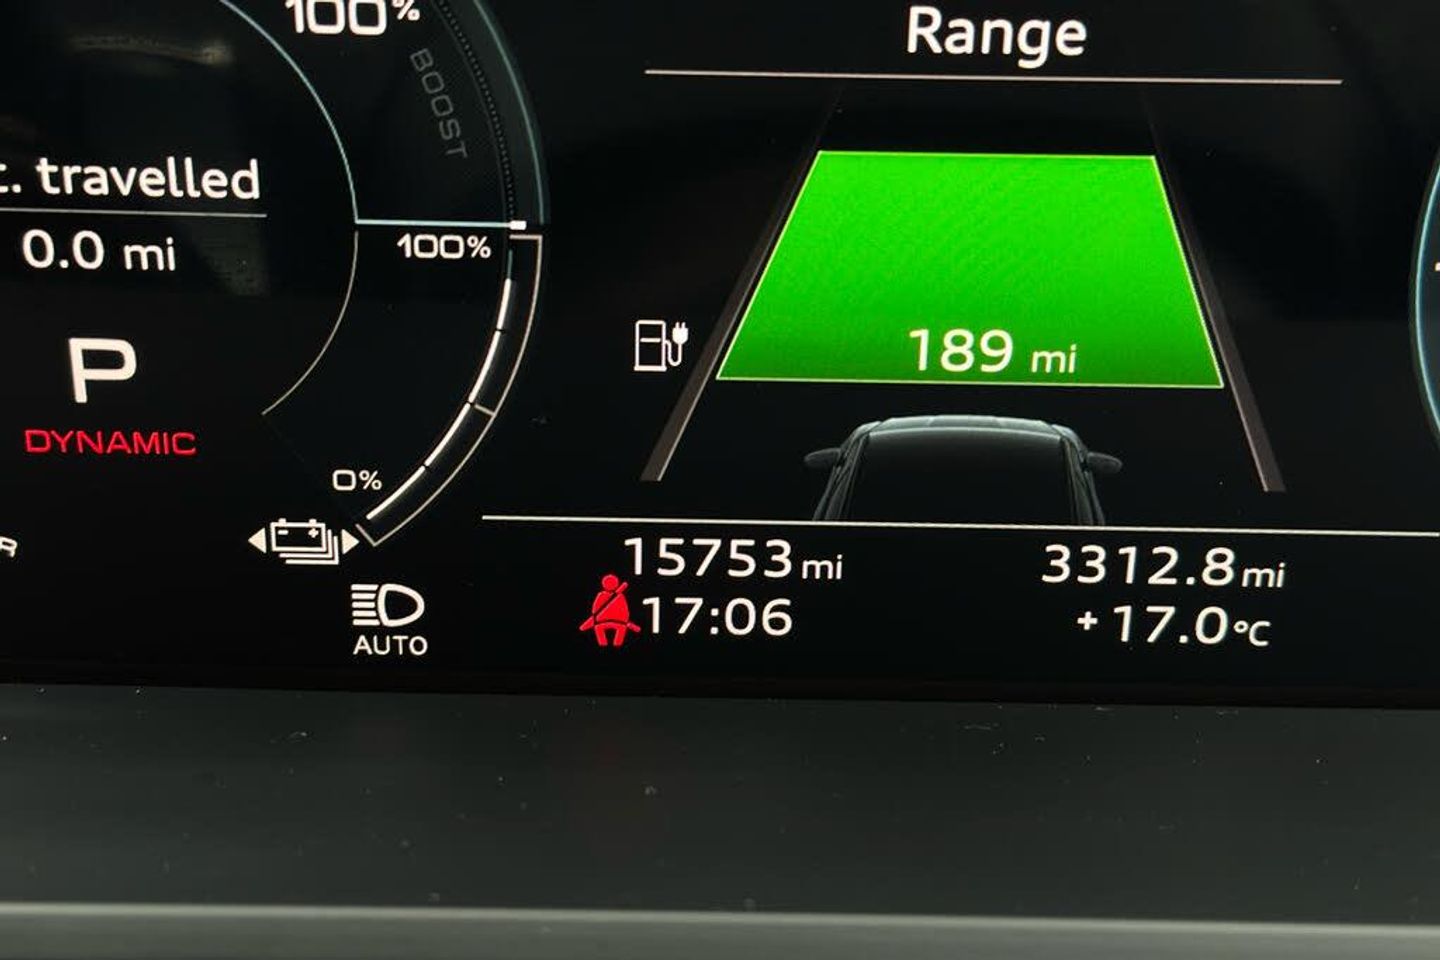 100%
BOOST
t. travelled
0.0 mi
100%
P
DYNAMIC
0%
AUTO
Range
189 mi
15753 mi
3312.8 mi
17:06
+17.0°C